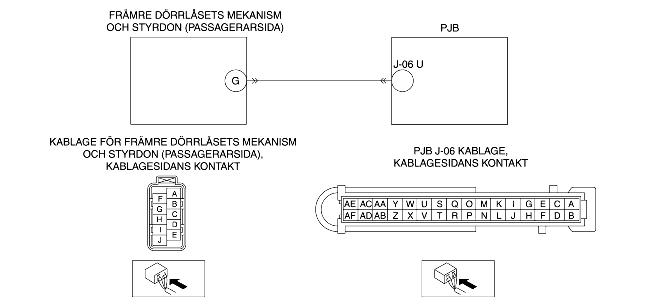 FRÄMRE DÖRRLÅSETS MEKANISM
OCH STYRDON (PASSAGERARSIDA)
PJB
J-06 U
G
KABLAGE FÖR FRÄMRE DÖRRLÅSETS MEKANISM
OCH STYRDON (PASSAGERARSIDA),
KABLAGESIDANS KONTAKT
PJB J-06 KABLAGE,
KABLAGESIDANS KONTAKT
A
F
B
G
C
H
D
I
E
J
AE AC AA Y W U S Q O M K I G E C A
AF AD AB Z X V T R P N L J H F D B